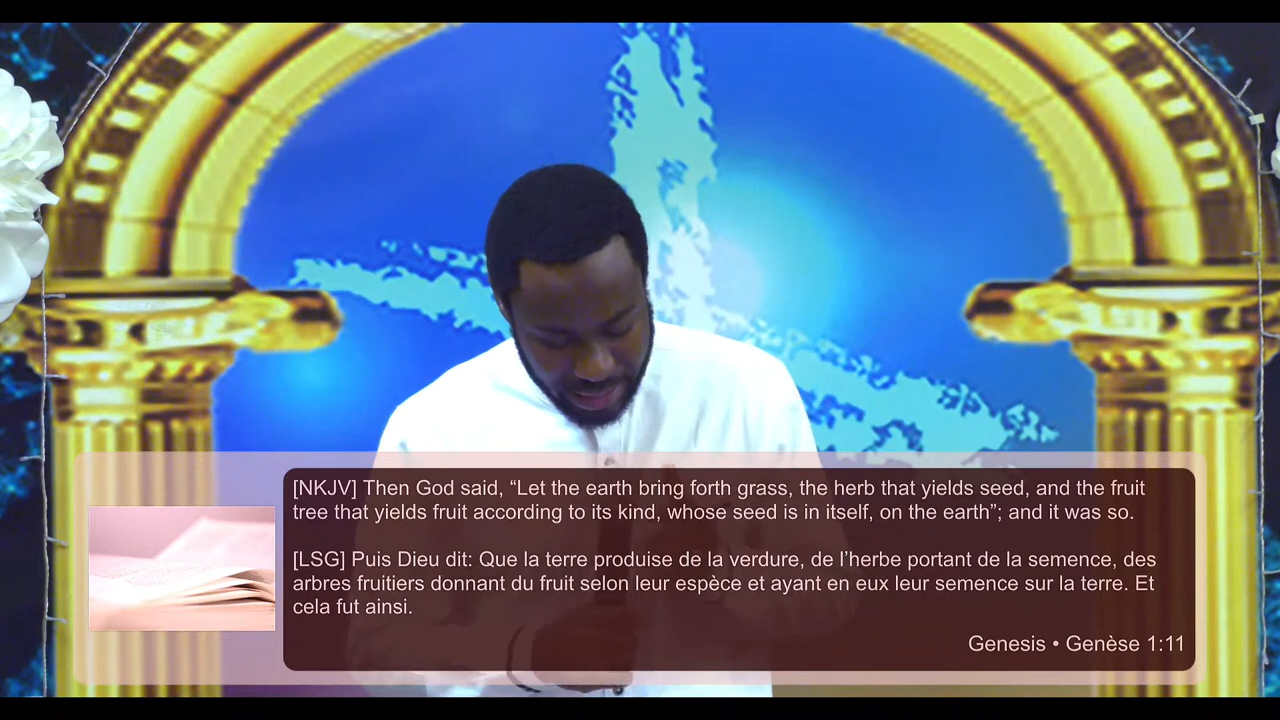 [NKJV] Then God said, “Let the earth bring forth grass, the herb that yields seed, and the fruit
tree that yields fruit according to its kind, whose seed is in itself, on the earth”; and it was so.
[LSG] Puis Dieu dit: Que la terre produise de la verdure, de l’herbe portant de la semence, des
arbres fruitiers donnant du fruit selon leur espèce et ayant en eux leur semence sur la terre. Et
cela fut ainsi.
Genesis • Genèse 1:11